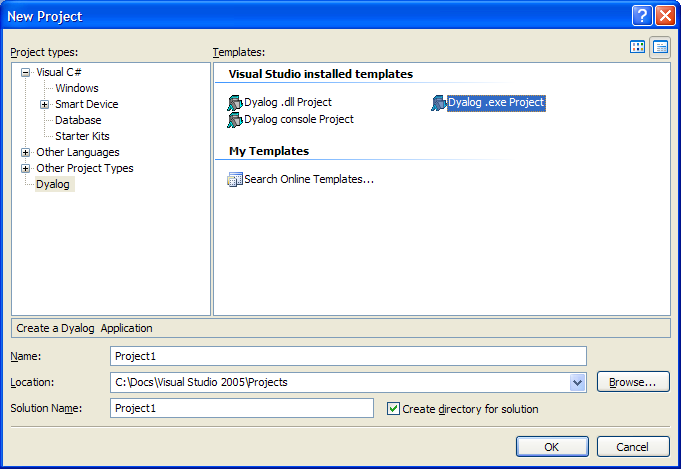 New Project
Project types:
Templates:
Visual C#
Windows
Smart Device
Database
Starter Kits
Other Languages
Other Project Types
Dyalog
Visual Studio installed templates
Dyalog .dll Project
Dyalog .exe Project
Dyalog console Project
My Templates
Search Online Templates...
Create a Dyalog  Application
Name:
Project1
Location:
C:\Docs\Visual Studio 2005\Projects
Browse...
Solution Name:
Project1
Create directory for solution
OK
Cancel